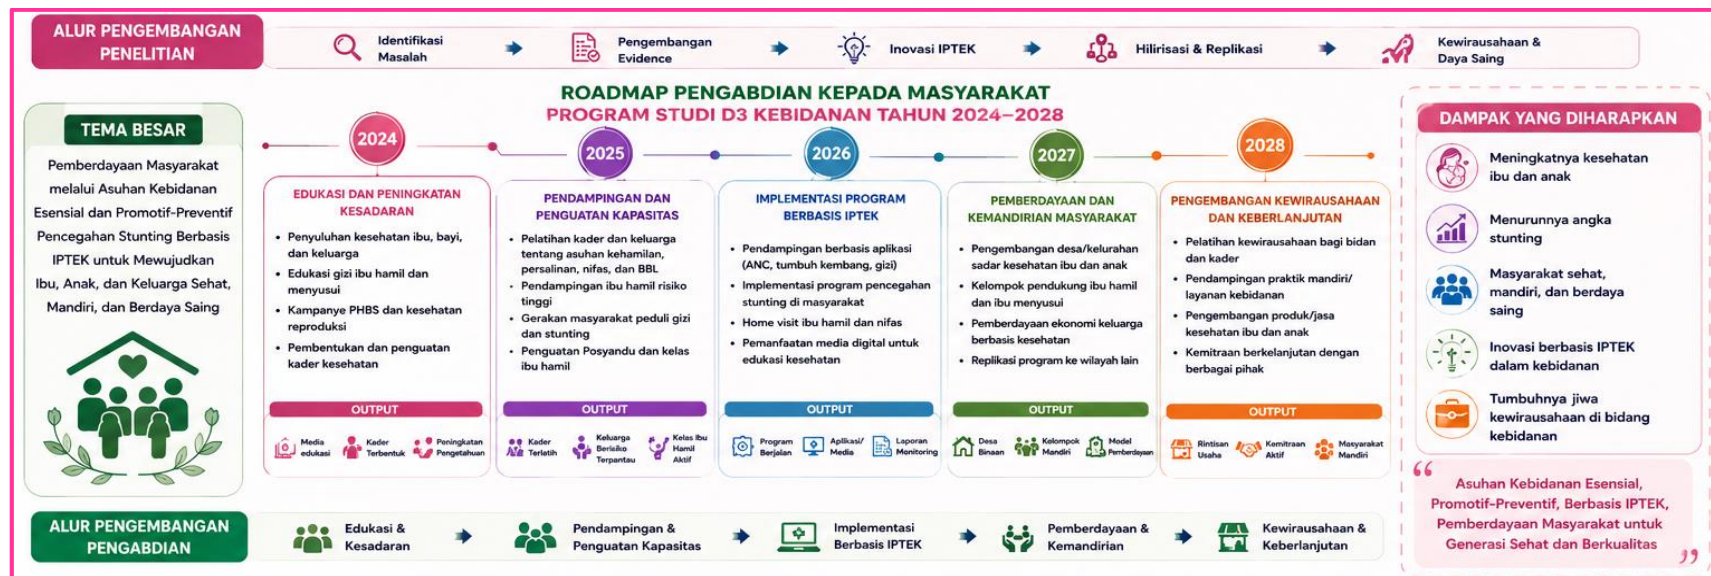 ALUR PENGEMBANGAN
PENELITIAN
Identifikasi
Masalah
Pengembangan
Evidence
Inovasi IPTEK
Hilirisasi & Replikasi
Kewirausahaan &
Daya Saing
ROADMAP PENGABDIAN KEPADA MASYARAKAT
PROGRAM STUDI D3 KEBIDANAN TAHUN 2024–2028
TEMA BESAR
Pemberdayaan Masyarakat
melalui Asuhan Kebidanan
Esensial dan Promotif-Preventif
Pencegahan Stunting Berbasis
IPTEK untuk Mewujudkan
Ibu, Anak, dan Keluarga Sehat,
Mandiri, dan Berdaya Saing
2024
EDUKASI DAN PENINGKATAN
KESADARAN
• Penyuluhan kesehatan ibu, bayi,
dan keluarga
• Edukasi gizi ibu hamil dan
menyusui
• Kampanye PHBS dan kesehatan
reproduksi
• Pembentukan dan penguatan
kader kesehatan
OUTPUT
Media
edukasi
Kader
Terbentuk
Peningkatan
Pengetahuan
2025
PENDAMPINGAN DAN
PENGUATAN KAPASITAS
• Pelatihan kader dan keluarga
tentang asuhan kehamilan,
persalinan, nifas, dan BBL
• Pendampingan ibu hamil risiko
tinggi
• Gerakan masyarakat peduli gizi
dan stunting
• Penguatan Posyandu dan kelas
ibu hamil
OUTPUT
Kader
Terlatih
Keluarga
Berisiko
Terpantau
Kelas Ibu
Hamil
Aktif
2026
IMPLEMENTASI PROGRAM
BERBASIS IPTEK
• Pendampingan berbasis aplikasi
(ANC, tumbuh kembang, gizi)
• Implementasi program pencegahan
stunting di masyarakat
• Home visit ibu hamil dan nifas
• Pemanfaatan media digital untuk
edukasi kesehatan
OUTPUT
Program
Berjalan
Aplikasi/
Media
Laporan
Monitoring
2027
PEMBERDAYAAN DAN
KEMANDIRIAN MASYARAKAT
• Pengembangan desa/kelurahan
sadar kesehatan ibu dan anak
• Kelompok pendukung ibu hamil
dan ibu menyusui
• Pemberdayaan ekonomi keluarga
berbasis kesehatan
• Replikasi program ke wilayah lain
OUTPUT
Desa
Binaan
Kelompok
Mandiri
Model
Pemberdayaan
2028
PENGEMBANGAN KEWIRAUSAHAAN
DAN KEBERLANJUTAN
• Pelatihan kewirausahaan bagi bidan
dan kader
• Pendampingan praktik mandiri/
layanan kebidanan
• Pengembangan produk/jasa
kesehatan ibu dan anak
• Kemitraan berkelanjutan dengan
berbagai pihak
OUTPUT
Rintisan
Usaha
Kemitraan
Aktif
Masyarakat
Mandiri
DAMPAK YANG DIHARAPKAN
Meningkatnya kesehatan
ibu dan anak
Menurunnya angka
stunting
Masyarakat sehat,
mandiri, dan berdaya
saing
Inovasi berbasis IPTEK
dalam kebidanan
Tumbuhnya jiwa
kewirausahaan di bidang
kebidanan
“ Asuhan Kebidanan Esensial,
Promotif-Preventif, Berbasis IPTEK,
Pemberdayaan Masyarakat untuk
Generasi Sehat dan Berkualitas ”
ALUR PENGEMBANGAN
PENGABDIAN
Edukasi &
Kesadaran
Pendampingan &
Penguatan Kapasitas
Implementasi
Berbasis IPTEK
Pemberdayaan &
Kemandirian
Kewirausahaan &
Keberlanjutan